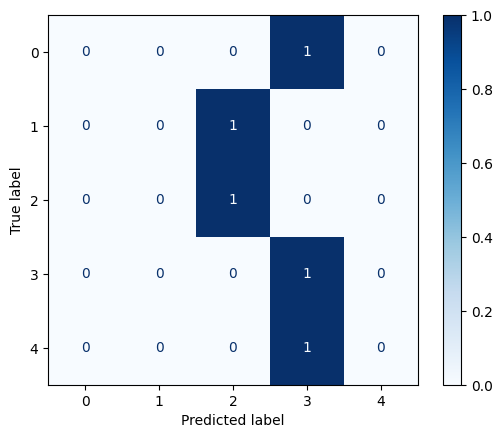 0 0 0 0 1 0
1 0 0 1 0 0
2 0 0 1 0 0
3 0 0 0 1 0
4 0 0 0 1 0
0 1 2 3 4
Predicted label
True label
1.0
0.8
0.6
0.4
0.2
0.0